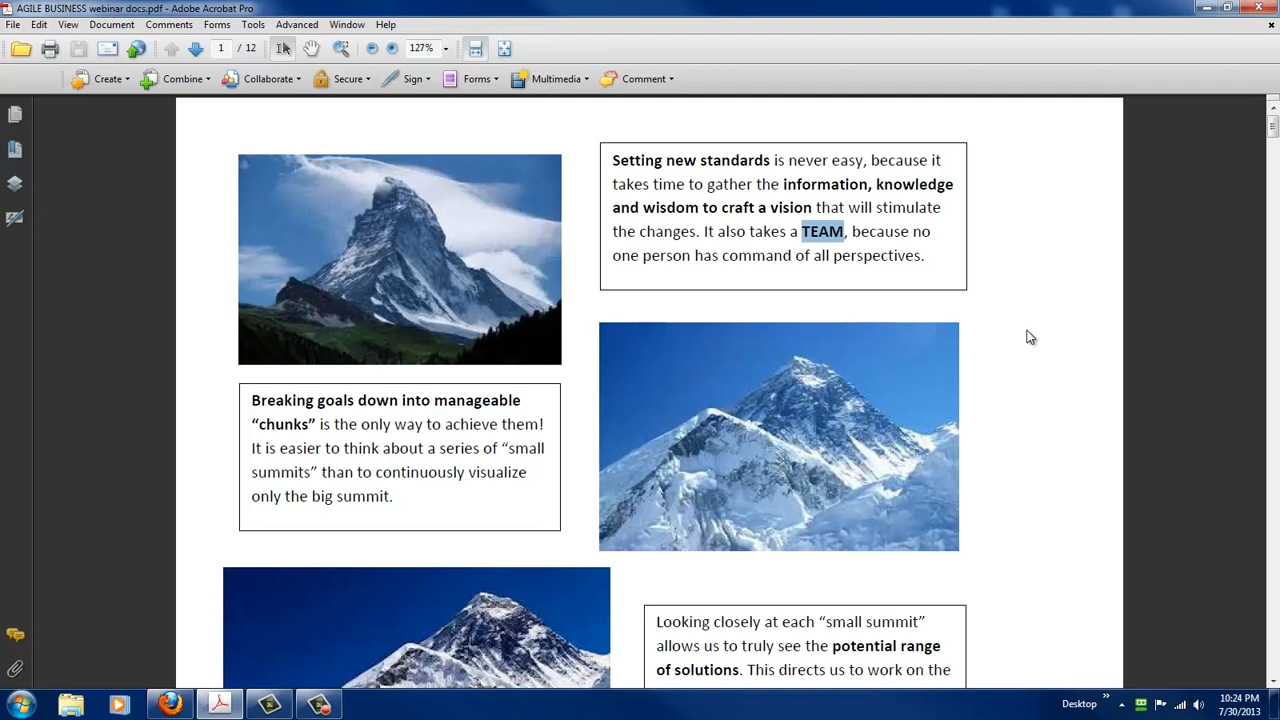 AGILE BUSINESS webinar docs.pdf - Adobe Acrobat Pro
File Edit View Document Comments Forms Tools Advanced Window Help
1 / 12 127%
Create Combine Collaborate Secure Sign Forms Multimedia Comment
Setting new standards is never easy, because it
takes time to gather the information, knowledge
and wisdom to craft a vision that will stimulate
the changes. It also takes a TEAM, because no
one person has command of all perspectives.
Breaking goals down into manageable
“chunks” is the only way to achieve them!
It is easier to think about a series of “small
summits” than to continuously visualize
only the big summit.
Looking closely at each “small summit”
allows us to truly see the potential range
of solutions. This directs us to work on the
Desktop
10:24 PM
7/30/2013